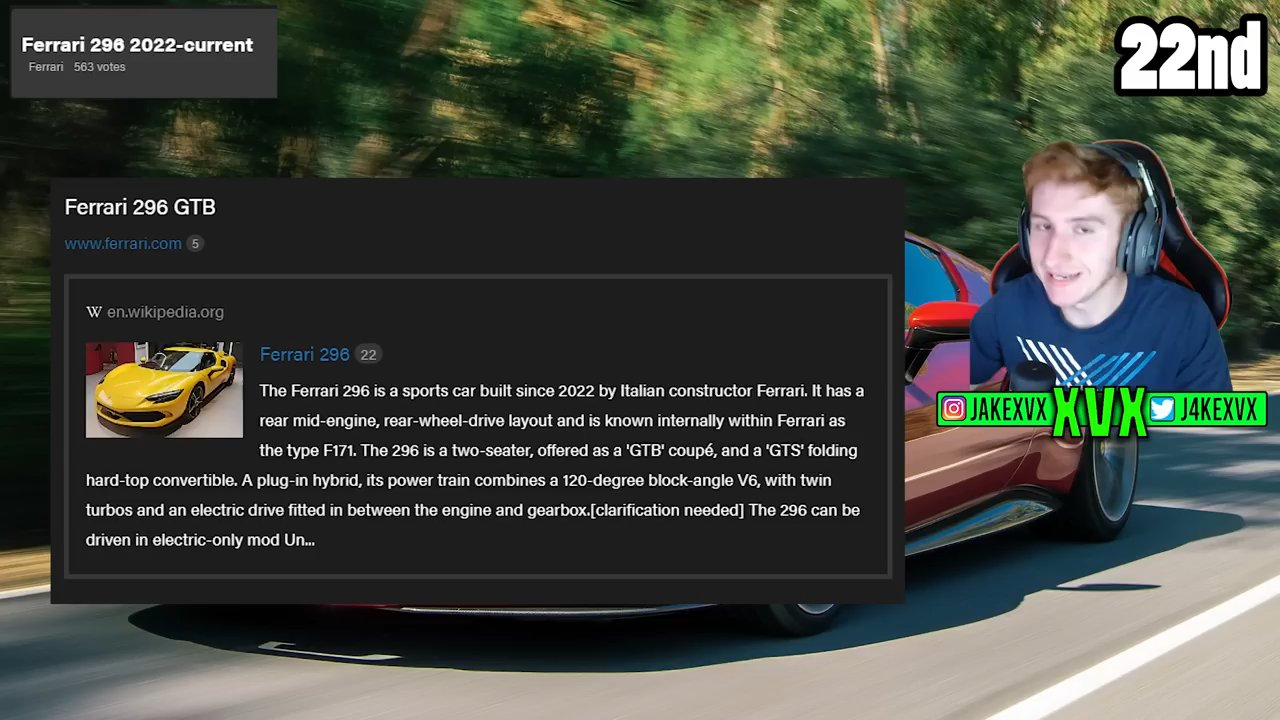 Ferrari 296 2022-current
Ferrari 563 votes
22nd
Ferrari 296 GTB
www.ferrari.com 5
W en.wikipedia.org
Ferrari 296 22
The Ferrari 296 is a sports car built since 2022 by Italian constructor Ferrari. It has a
rear mid-engine, rear-wheel-drive layout and is known internally within Ferrari as
the type F171. The 296 is a two-seater, offered as a 'GTB' coupé, and a 'GTS' folding
hard-top convertible. A plug-in hybrid, its power train combines a 120-degree block-angle V6, with twin
turbos and an electric drive fitted in between the engine and gearbox.[clarification needed] The 296 can be
driven in electric-only mod Un...
JAKEXVX XVX J4KEXVX